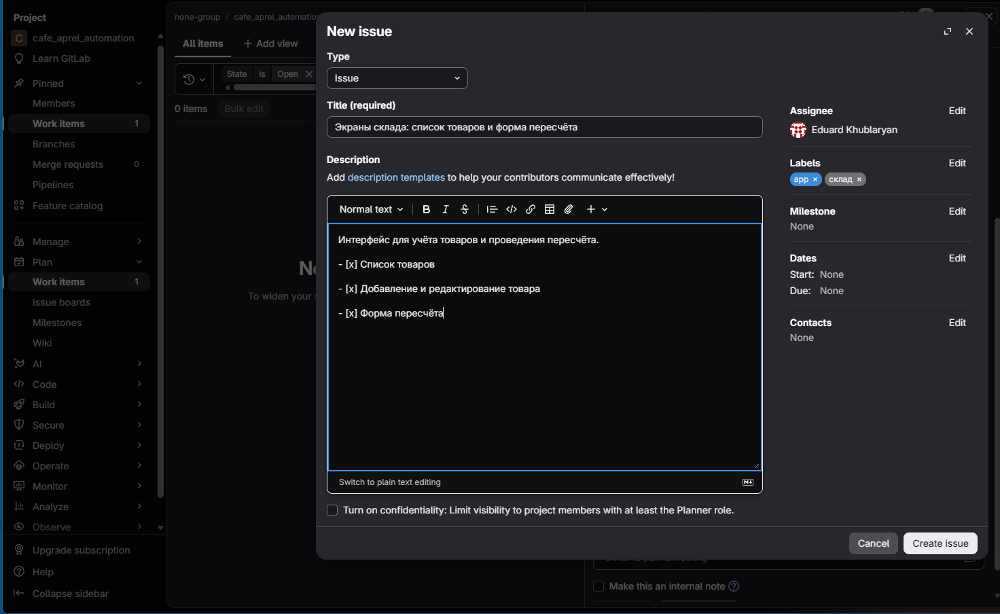 Project
C cafe_aprel_automation
Learn GitLab
Pinned
Members
Work items 1
Branches
Merge requests 0
Pipelines
Feature catalog
Manage
Plan
Work items 1
Issue boards
Milestones
Wiki
AI
Code
Build
Secure
Deploy
Operate
Monitor
Analyze
Observe
Upgrade subscription
Help
Collapse sidebar
none-group / cafe_aprel_automation
All items + Add view
State is Open
0 items Bulk edit
To widen your
New issue
Type
Issue
Title (required)
Экраны склада: список товаров и форма пересчёта
Description
Add description templates to help your contributors communicate effectively!
Normal text B I S
Интерфейс для учёта товаров и проведения пересчёта.
- [x] Список товаров
- [x] Добавление и редактирование товара
- [x] Форма пересчёта
Switch to plain text editing
Turn on confidentiality: Limit visibility to project members with at least the Planner role.
Assignee Edit
Eduard Khublaryan
Labels Edit
app × склад ×
Milestone Edit
None
Dates Edit
Start: None
Due: None
Contacts Edit
None
Cancel Create issue
Switch to plain text editing
Make this an internal note